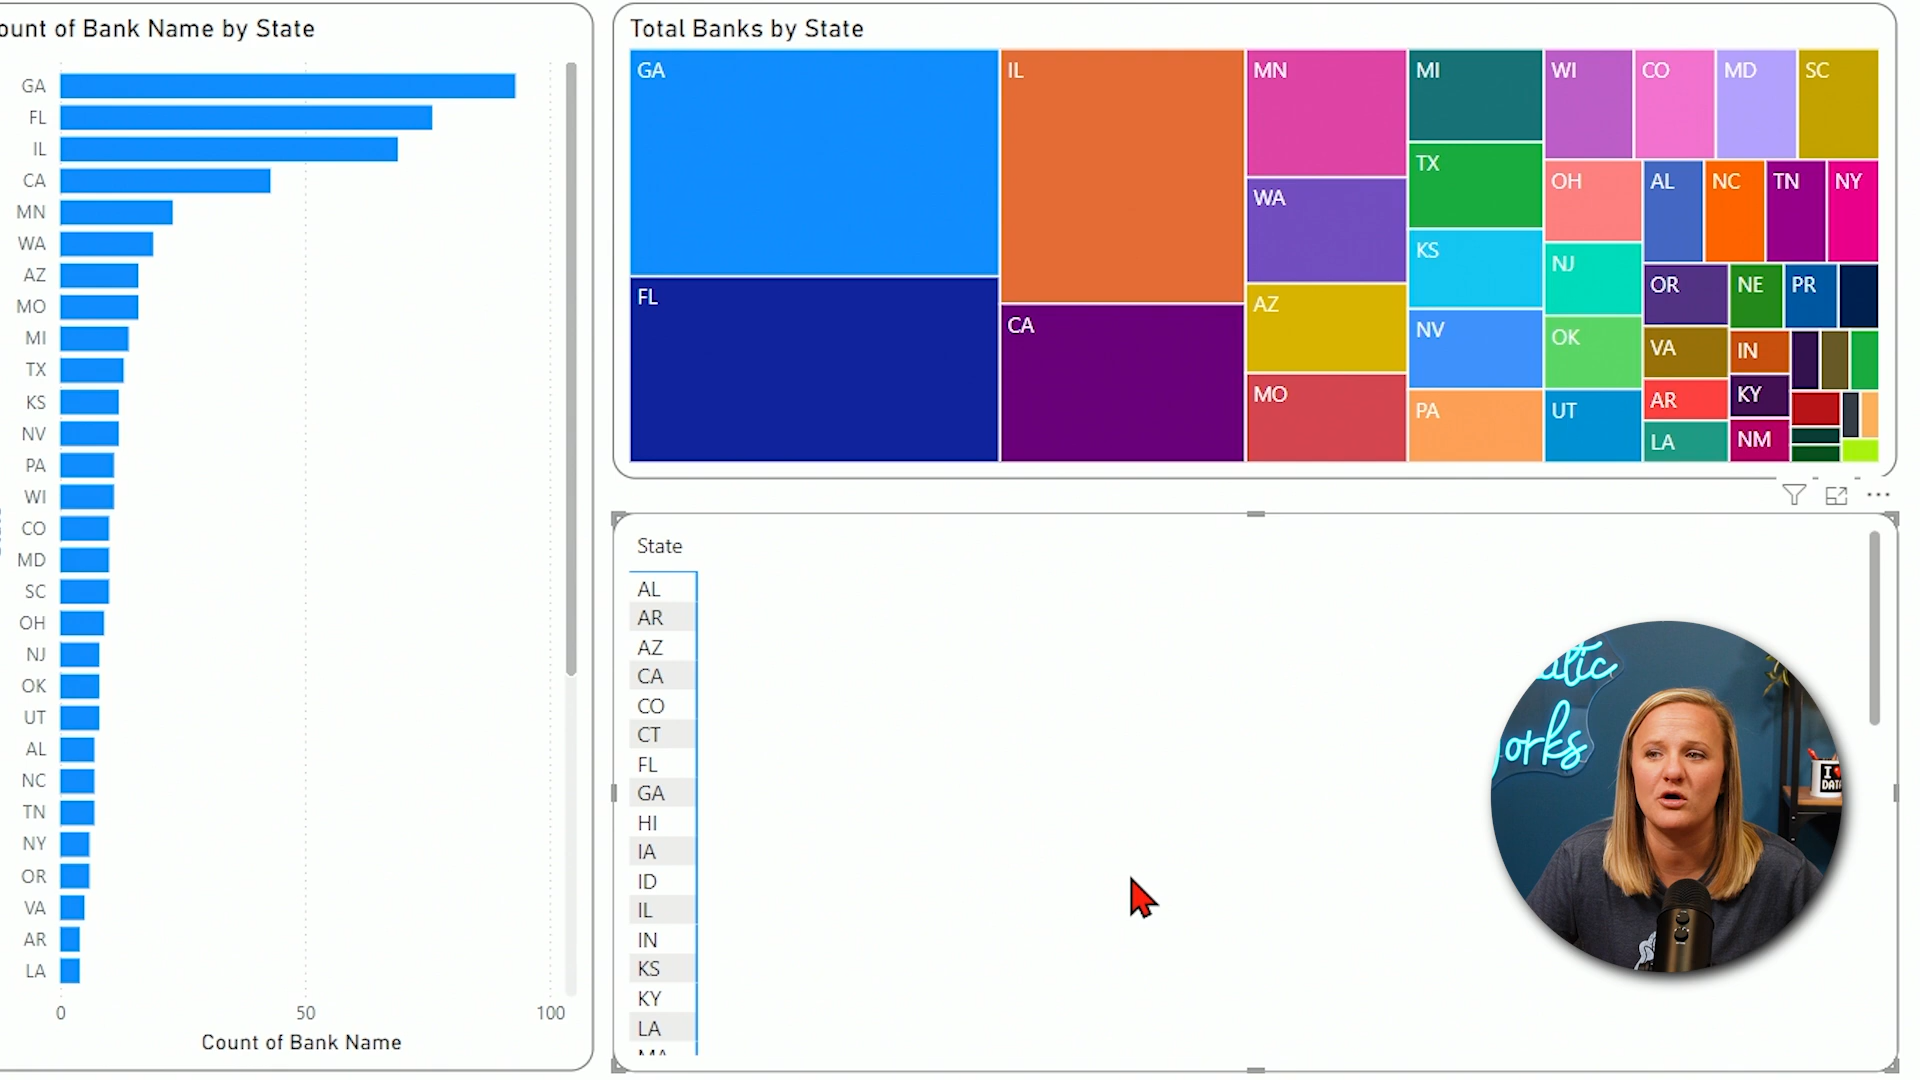 ount of Bank Name by State
GA
FL
IL
CA
MN
WA
AZ
MO
MI
TX
KS
NV
PA
WI
CO
MD
SC
OH
NJ
OK
UT
AL
NC
TN
NY
OR
VA
AR
LA
0 50 100
Count of Bank Name
Total Banks by State
GA
FL
IL
CA
MN
WA
AZ
MO
MI
TX
KS
NV
PA
WI
CO
MD
SC
OH
NJ
OK
UT
AL
NC
TN
NY
OR
NE
PR
VA
IN
AR
KY
LA
NM
State
AL
AR
AZ
CA
CO
CT
FL
GA
HI
IA
ID
IL
IN
KS
KY
LA
MA
atic
orks
I
DATA